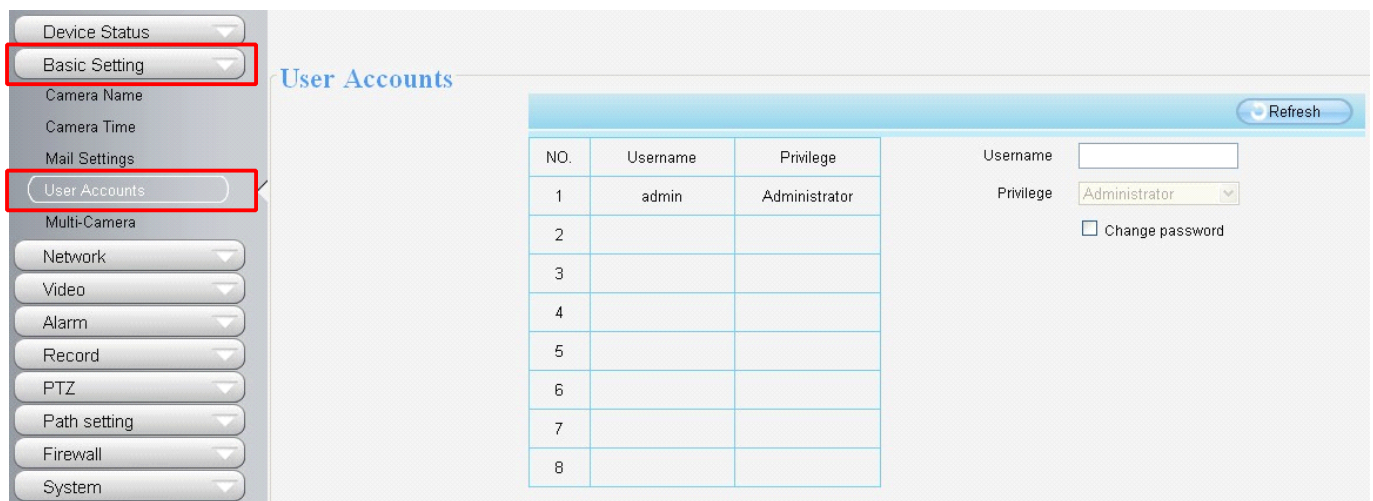 Device Status
Basic Setting
Camera Name
Camera Time
Mail Settings
User Accounts
Multi-Camera
Network
Video
Alarm
Record
PTZ
Path setting
Firewall
System
User Accounts
Refresh
NO. Username Privilege
1 admin Administrator
2
3
4
5
6
7
8
Username
Privilege Administrator
Change password